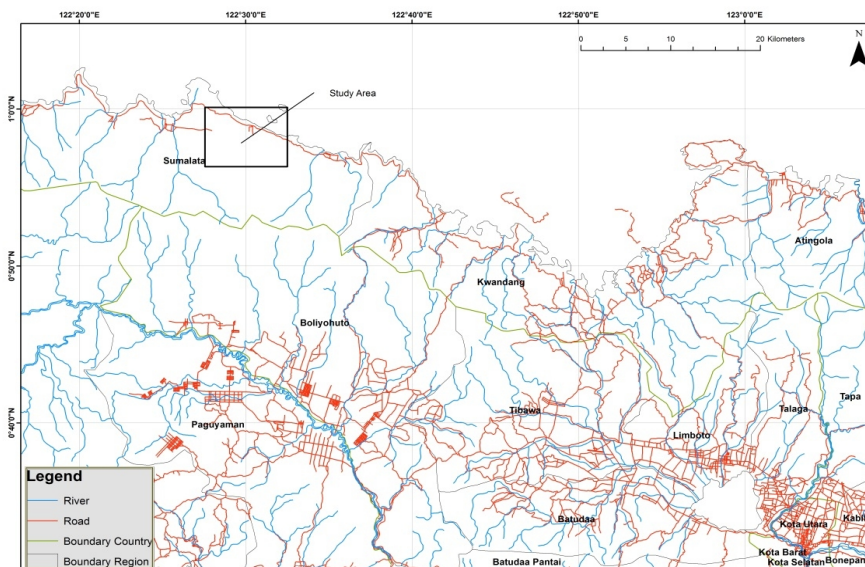 122°20'0"E
122°30'0"E
122°40'0"E
122°50'0"E
123°0'0"E
0 5 10 20 Kilometers
N
Study Area
1°0'0"N
Sumalata
Atingola
0°50'0"N
Kwandang
Boliyohuto
Tapa
Talaga
Tibawa
0°40'0"N
Paguyaman
Limboto
Legend
River
Road
Boundary Country
Boundary Region
Batudaa
Kota Utara
Kabil
Kota Barat
Batudaa Pantai
Kota Selatan
Bonepan